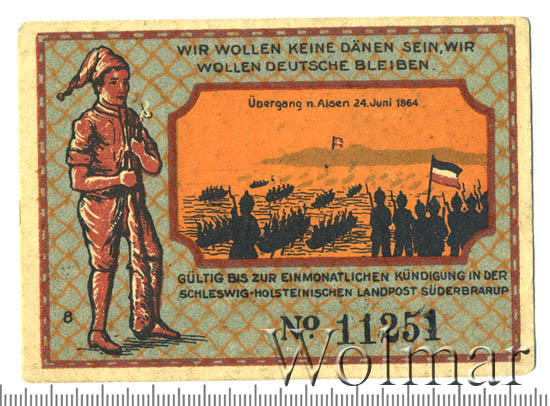 WIR WOLLEN KEINE DÄNEN SEIN, WIR
WOLLEN DEUTSCHE BLEIBEN.
Übergang n. Alsen 24. Juni 1864
GÜLTIG BIS ZUR EINMONATLICHEN KÜNDIGUNG IN DER
SCHLESWIG-HOLSTEINISCHEN LANDPOST SÜDERBRARUP
8
No 11251
Wolmar